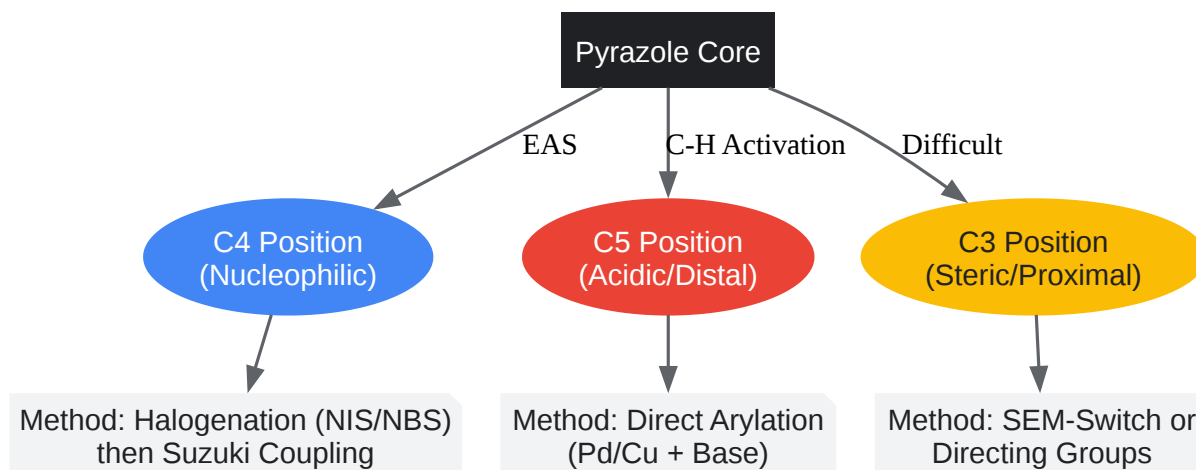 Pyrazole Core
EAS
C-H Activation
Difficult
C4 Position
(Nucleophilic)
C5 Position
(Acidic/Distal)
C3 Position
(Steric/Proximal)
Method: Halogenation (NIS/NBS)
then Suzuki Coupling
Method: Direct Arylation
(Pd/Cu + Base)
Method: SEM-Switch or
Directing Groups